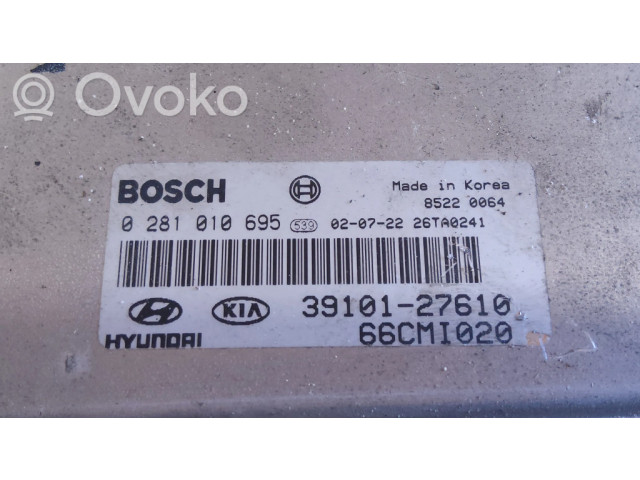 Ovoko
BOSCH
Made in Korea
8522 0064
0 281 010 695 539 02-07-22 26TA0241
KIA 39101-27610
HYUNDAI 66CMI020